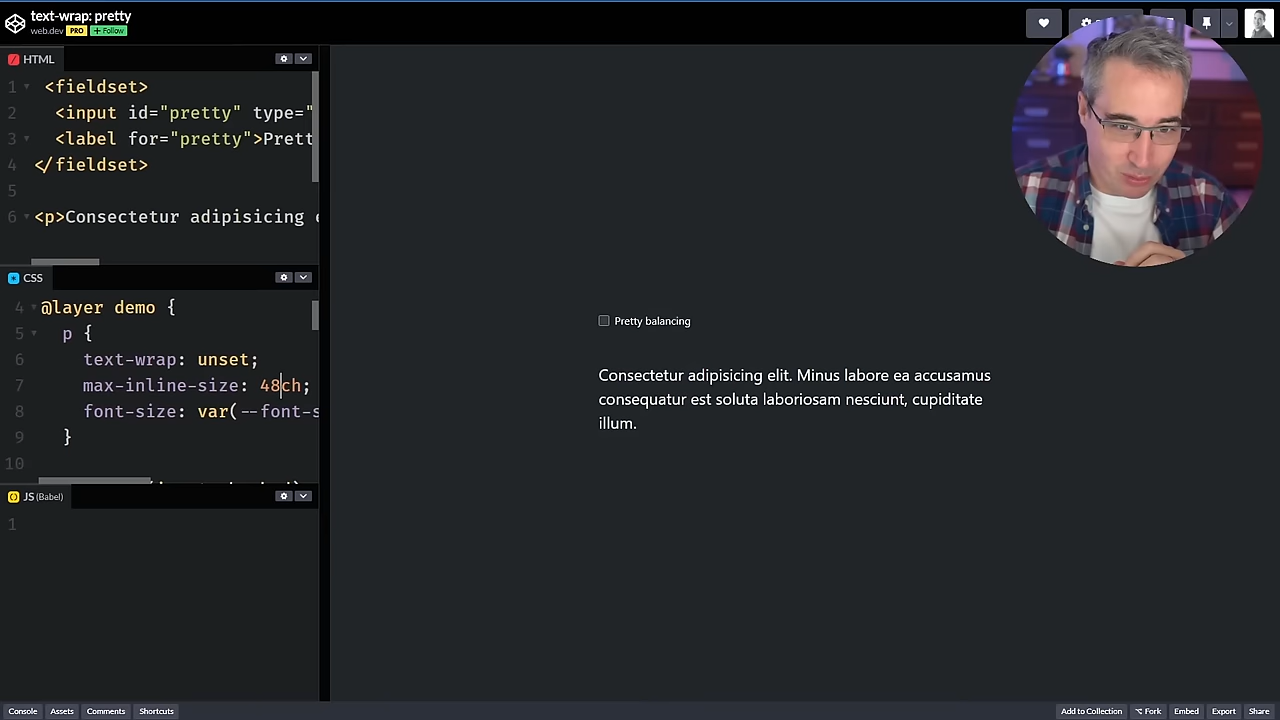 text-wrap: pretty
web.dev PRO + Follow
HTML
1 <fieldset>
2 <input id="pretty" type="
3 <label for="pretty">Prett
4 </fieldset>
5
6 <p>Consectetur adipisicing e
CSS
4 @layer demo {
5 p {
6 text-wrap: unset;
7 max-inline-size: 48ch;
8 font-size: var(--font-s
9 }
10
JS (Babel)
1
Pretty balancing
Consectetur adipisicing elit. Minus labore ea accusamus
consequatur est soluta laboriosam nesciunt, cupiditate
illum.
Console Assets Comments Shortcuts
Add to Collection Fork Embed Export Share